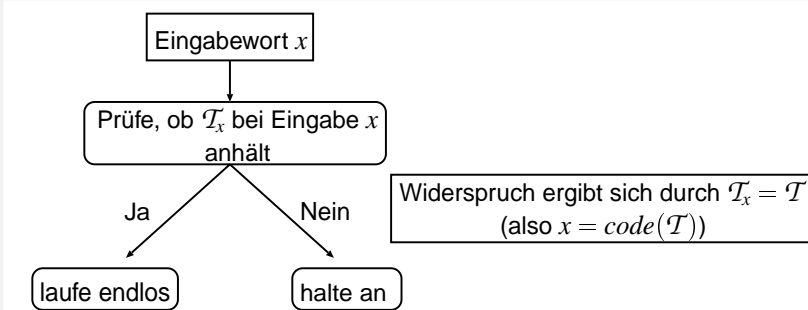 Eingabewort x
Prüfe, ob 𝒯ₓ bei Eingabe x
anhält
Ja
Nein
Widerspruch ergibt sich durch 𝒯ₓ = 𝒯
(also x = code(𝒯))
laufe endlos
halte an